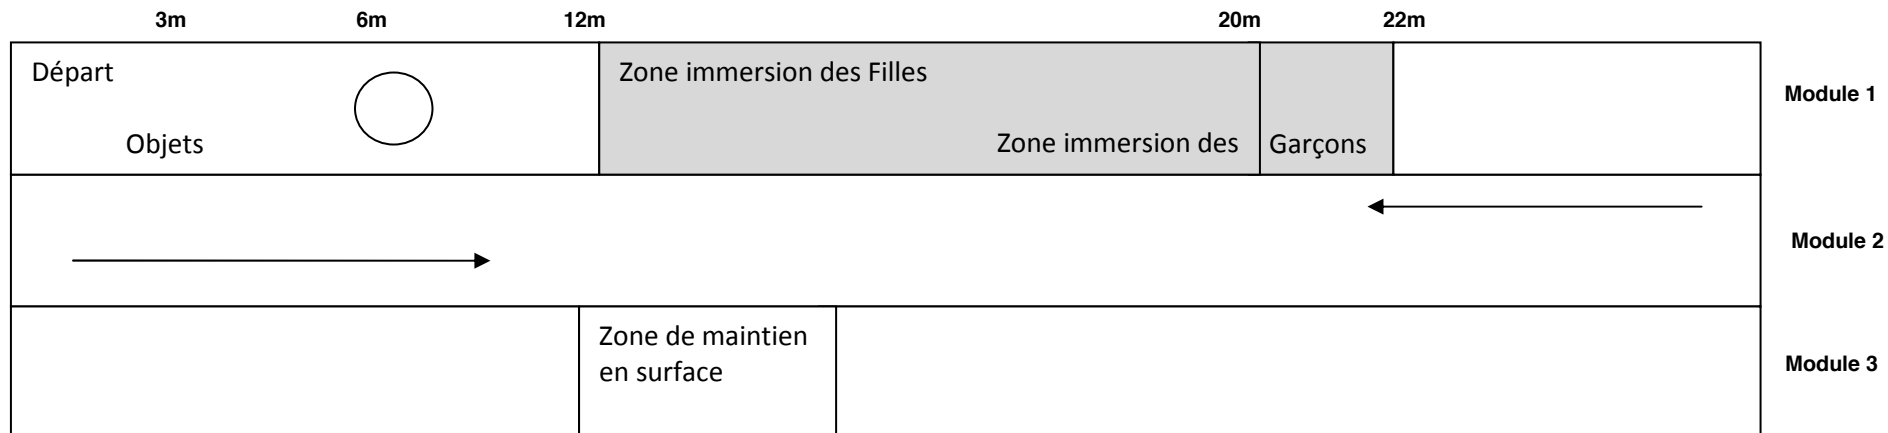 3m 6m 12m 20m 22m
Départ
Zone immersion des Filles
Module 1
Objets
Zone immersion des Garçons
Module 2
Zone de maintien
en surface
Module 3